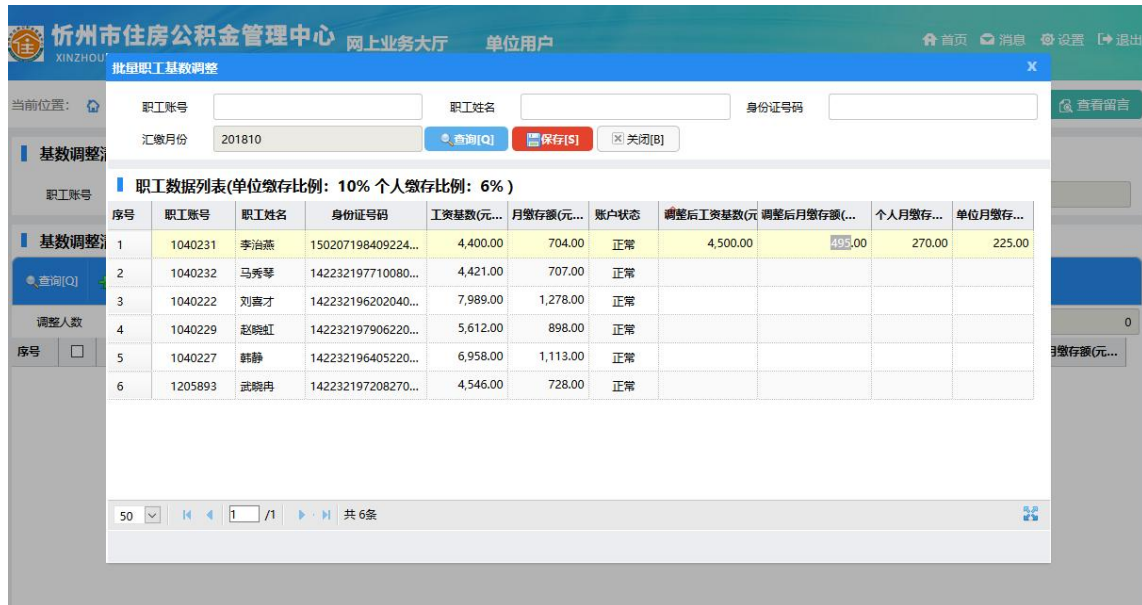 忻州市住房公积金管理中心 网上业务大厅 单位用户
首页 消息 设置 退出
XINZHOU
批量职工基数调整 X
当前位置：
查看留言
职工账号 职工姓名 身份证号码
汇缴月份 201810 查询[Q] 保存[S] 关闭[B]
基数调整
职工账号
职工数据列表(单位缴存比例：10% 个人缴存比例：6% )
序号 职工账号 职工姓名 身份证号码 工资基数(元... 月缴存额(元... 账户状态 调整后工资基数(元 调整后月缴存额(... 个人月缴存... 单位月缴存...
基数调整
1 1040231 李治燕 150207198409224... 4,400.00 704.00 正常 4,500.00 495.00 270.00 225.00
查询[Q]
2 1040232 马秀琴 142232197710080... 4,421.00 707.00 正常
3 1040222 刘喜才 142232196202040... 7,989.00 1,278.00 正常
调整人数 0
4 1040229 赵晓虹 142232197906220... 5,612.00 898.00 正常
序号 月缴存额(元...
5 1040227 韩静 142232196405220... 6,958.00 1,113.00 正常
6 1205893 武晓冉 142232197208270... 4,546.00 728.00 正常
50 1 /1 共 6条